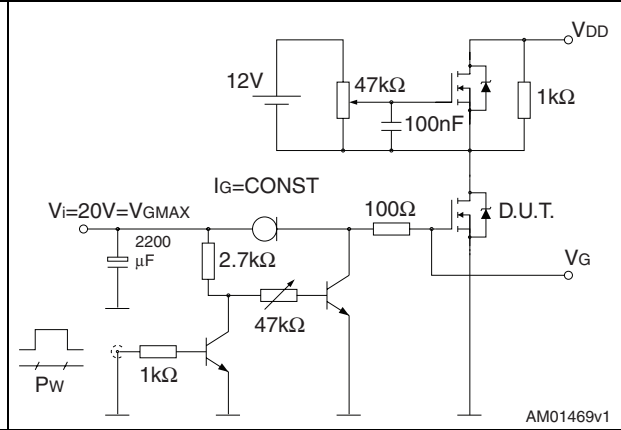 VDD
12V
47kΩ
1kΩ
100nF
IG=CONST
Vi=20V=VGMAX
100Ω
D.U.T.
2200
μF
2.7kΩ
VG
47kΩ
1kΩ
PW
AM01469v1